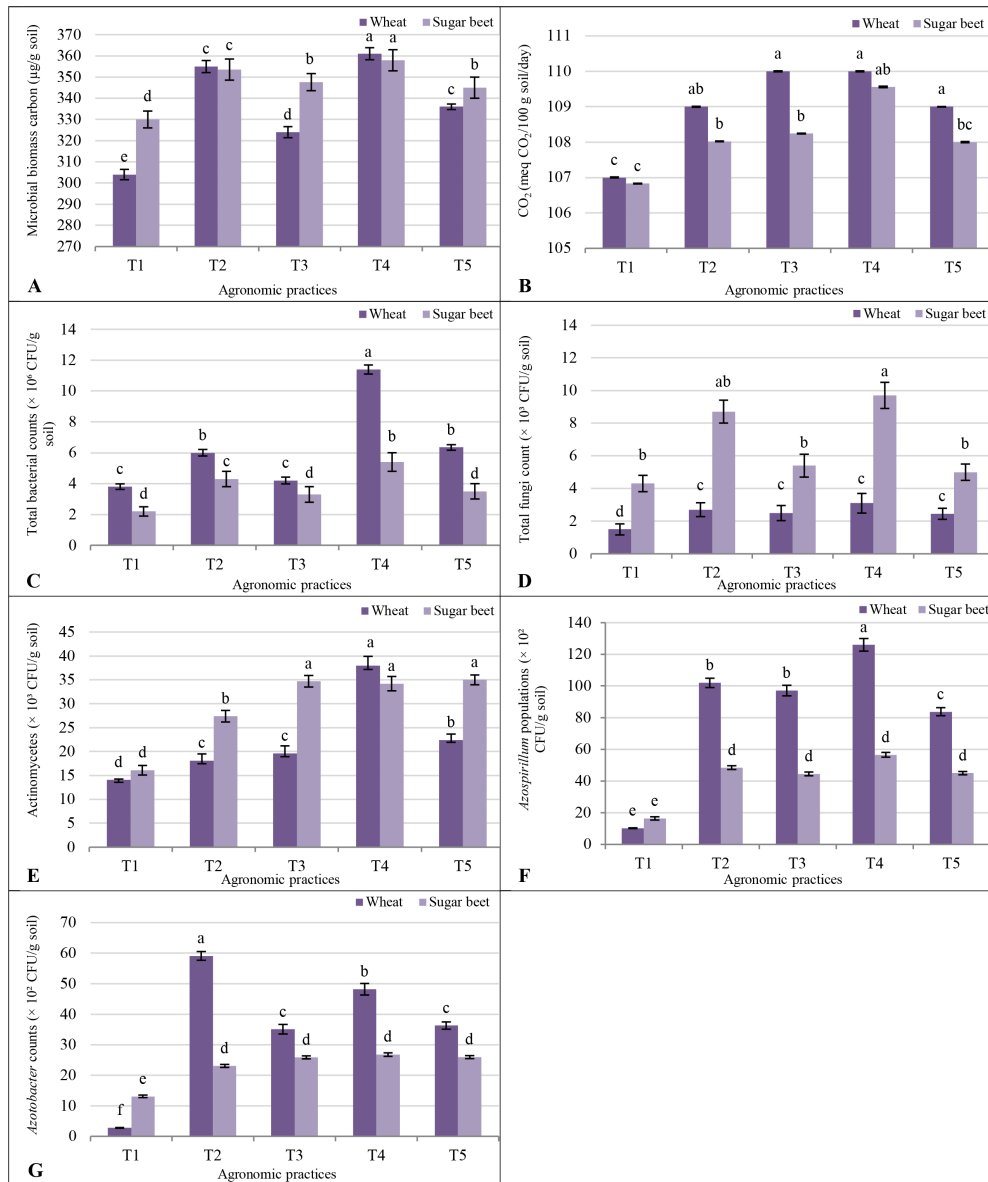 Wheat Sugar beet
Microbial biomass carbon (µg/g soil)
370
360
350
340
330
320
310
300
290
280
270
e d c c d b a a c b
T1 T2 T3 T4 T5
A
Agronomic practices
Wheat Sugar beet
CO2 (meq CO2/100 g soil/day)
111
110
109
108
107
106
105
c c ab b a b a ab a bc
T1 T2 T3 T4 T5
Agronomic practices
B
Wheat Sugar beet
Total bacterial counts (× 10⁶ CFU/g
soil)
14
12
10
8
6
4
2
0
c d b c c d a b b d
T1 T2 T3 T4 T5
C
Agronomic practices
Wheat Sugar beet
Total fungi count (× 10³ CFU/g soil)
14
12
10
8
6
4
2
0
d b c ab c b c a c b
T1 T2 T3 T4 T5
Agronomic practices
D
Wheat Sugar beet
Actinomycetes (× 10³ CFU/g soil)
45
40
35
30
25
20
15
10
5
0
d d c b c a a a b a
T1 T2 T3 T4 T5
E
Agronomic practices
Wheat Sugar beet
Azospirillum populations (× 10²
CFU/g soil)
140
120
100
80
60
40
20
0
e e b d b d a d c d
T1 T2 T3 T4 T5
Agronomic practices
F
Wheat Sugar beet
Azotobacter counts (× 10² CFU/g soil)
70
60
50
40
30
20
10
0
f e a d c d b d c d
T1 T2 T3 T4 T5
G
Agronomic practices